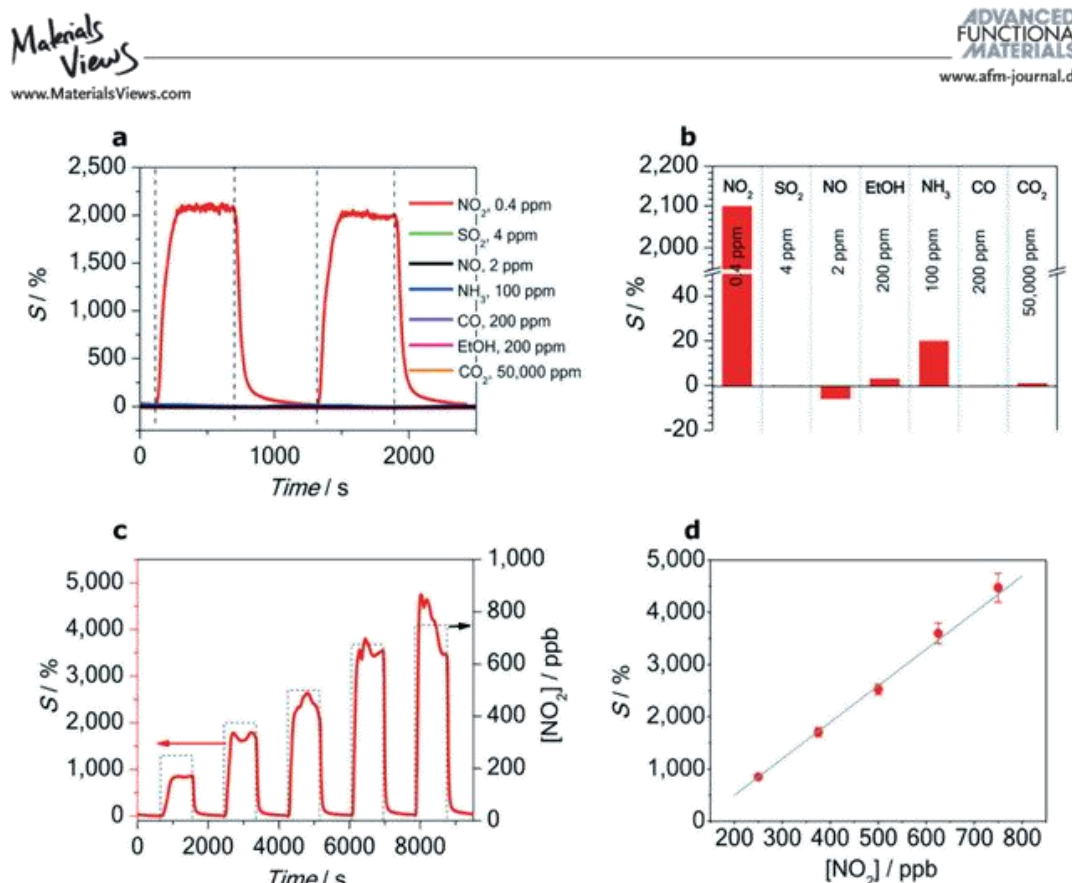 Materials
Views
www.MaterialsViews.com
ADVANCED
FUNCTIONAL
MATERIALS
www.afm-journal.d
a
2,500
2,000
1,500
1,000
500
0
S / %
0 1000 2000
Time / s
NO₂, 0.4 ppm
SO₂, 4 ppm
NO, 2 ppm
NH₃, 100 ppm
CO, 200 ppm
EtOH, 200 ppm
CO₂, 50,000 ppm
b
2,200
2,100
2,000
40
20
0
-20
S / %
NO₂ SO₂ NO EtOH NH₃ CO CO₂
0.4 ppm
4 ppm
2 ppm
200 ppm
100 ppm
200 ppm
50,000 ppm
c
5,000
4,000
3,000
2,000
1,000
0
S / %
1,000
800
600
400
200
0
[NO₂] / ppb
0 2000 4000 6000 8000
Time / s
d
5,000
4,000
3,000
2,000
1,000
0
S / %
200 300 400 500 600 700 800
[NO₂] / ppb